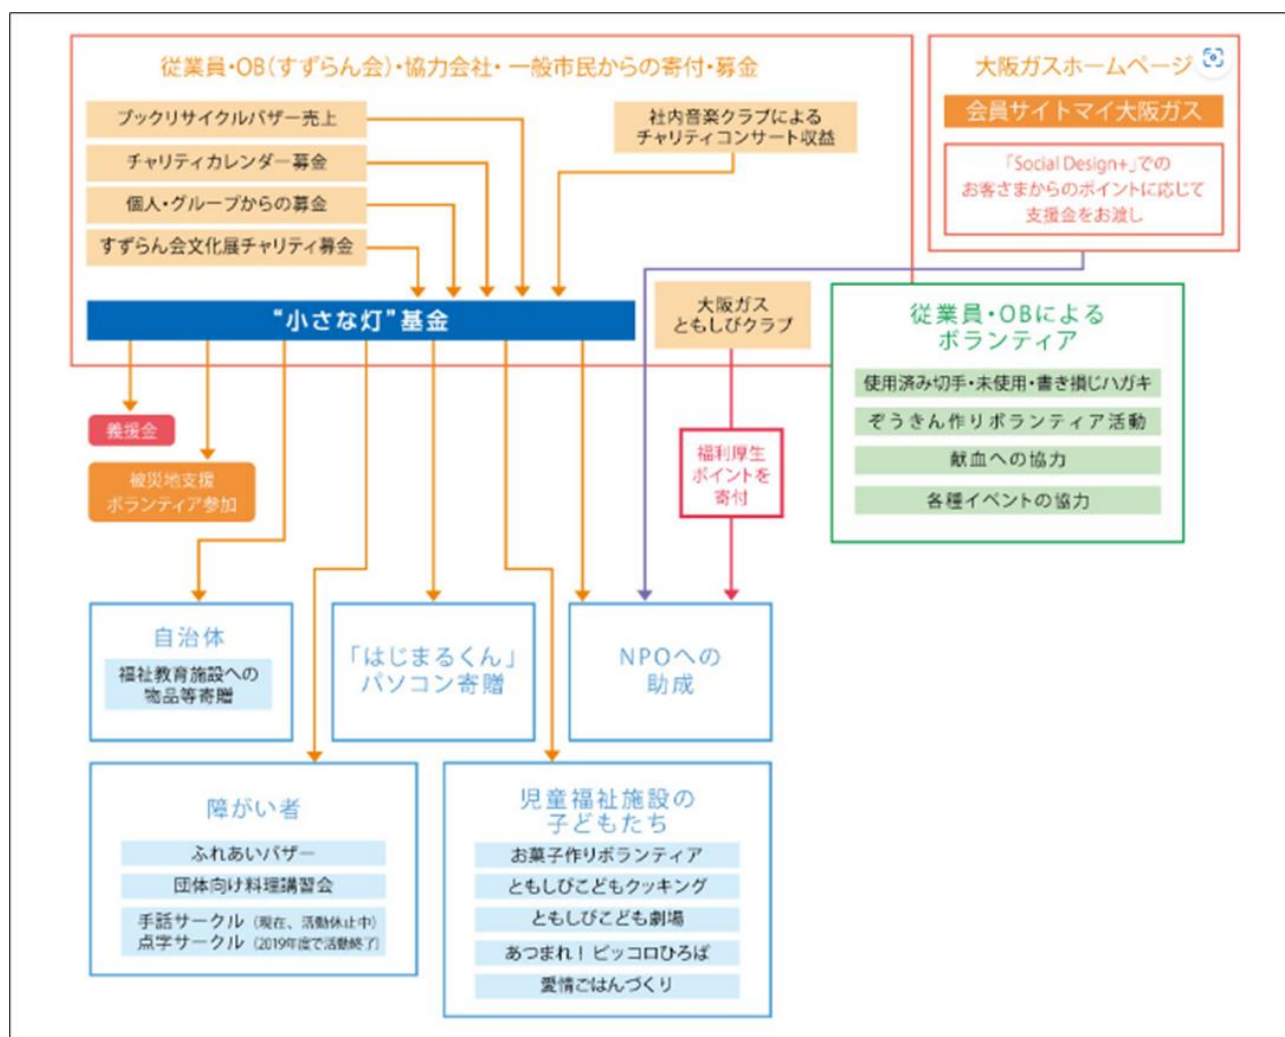 従業員・OB(すずらん会)・協力会社・一般市民からの寄付・募金
ブックリサイクルバザー売上
チャリティカレンダー募金
個人・グループからの募金
すずらん会文化展チャリティ募金
社内音楽クラブによる
チャリティコンサート収益
大阪ガスホームページ
会員サイトマイ大阪ガス
「Social Design+」での
お客さまからのポイントに応じて
支援金をお渡し
“小さな灯”基金
大阪ガス
ともしびクラブ
従業員・OBによる
ボランティア
使用済み切手・未使用・書き損じハガキ
ぞうきん作りボランティア活動
献血への協力
各種イベントの協力
義援金
被災地支援
ボランティア参加
福利厚生
ポイントを
寄付
自治体
福祉教育施設への
物品等寄贈
「はじまるくん」
パソコン寄贈
NPOへの
助成
障がい者
ふれあいバザー
団体向け料理講習会
手話サークル (現在、活動休止中)
点字サークル (2019年度で活動終了)
児童福祉施設の
子どもたち
お菓子作りボランティア
ともしびこどもクッキング
ともしびこども劇場
あつまれ！ピッコロひろば
愛情ごはんづくり